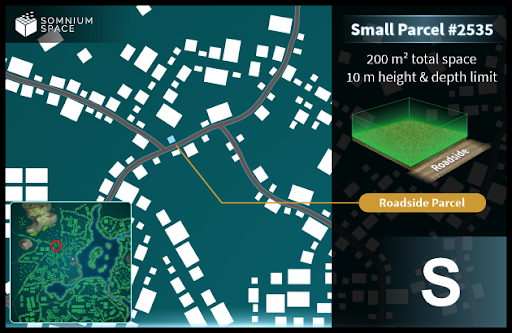 SOMNIUM
SPACE
Small Parcel #2535
200 m² total space
10 m height & depth limit
Roadside
Roadside Parcel
S